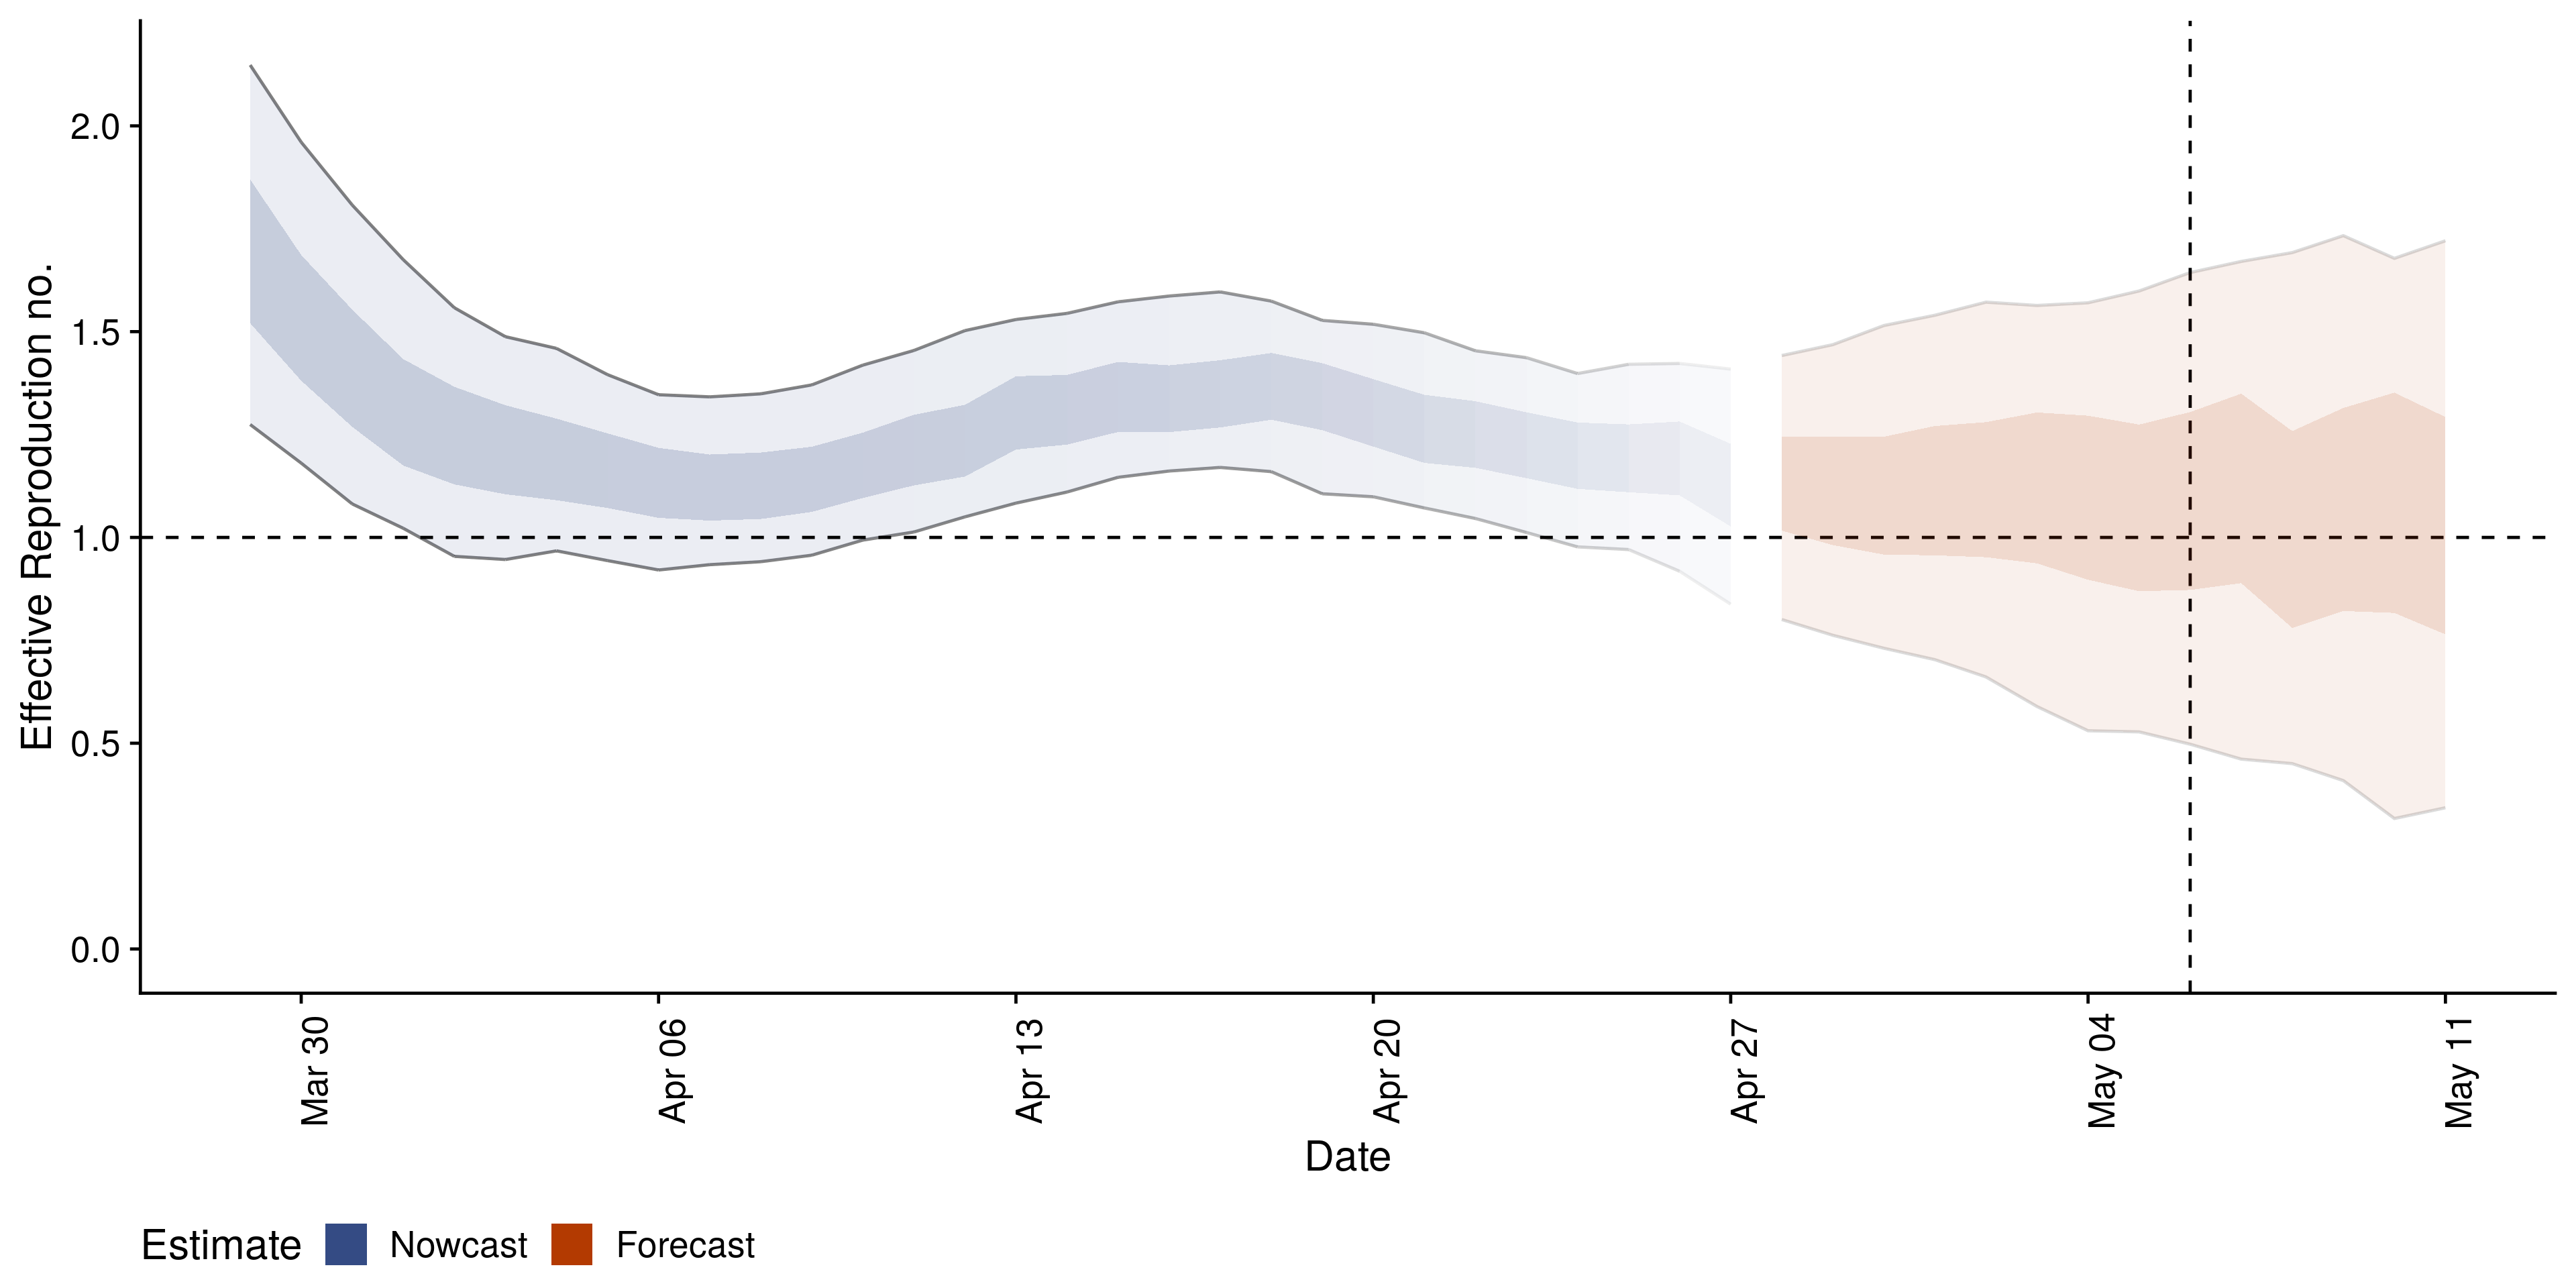 Effective Reproduction no.
2.0
1.5
1.0
0.5
0.0
Mar 30
Apr 06
Apr 13
Apr 20
Apr 27
May 04
May 11
Date
Estimate Nowcast Forecast